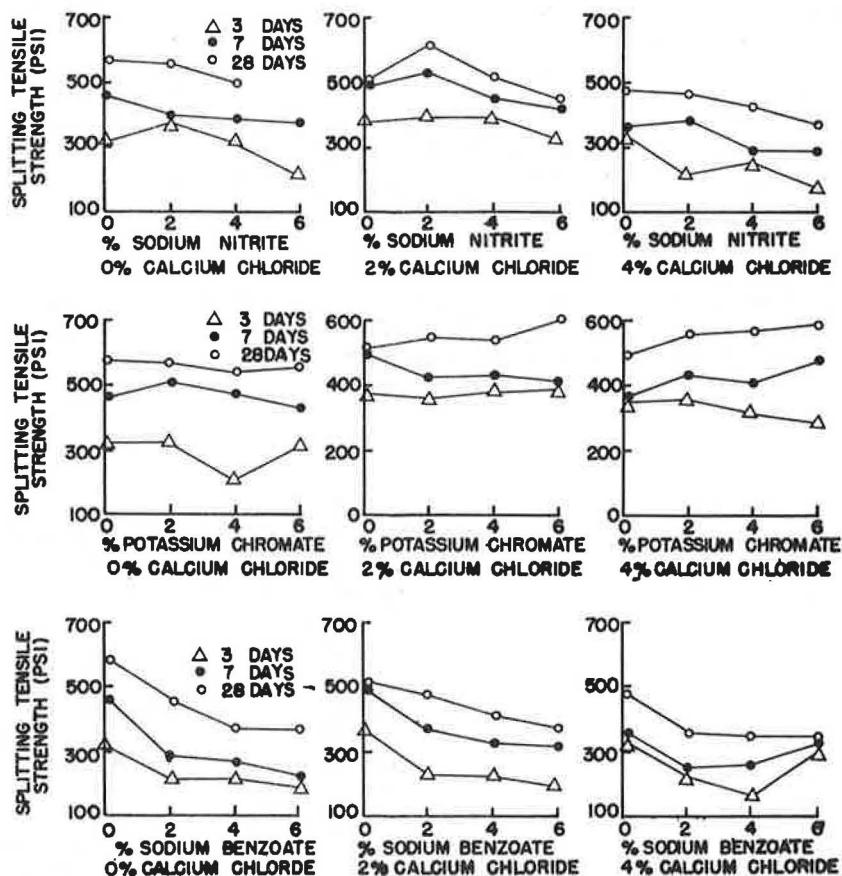 SPLITTING TENSILE
STRENGTH (PSI)
700
500
300
100
0 2 4 6
3 DAYS
7 DAYS
28 DAYS
% SODIUM NITRITE
0% CALCIUM CHLORIDE
700
500
300
100
0 2 4 6
% SODIUM NITRITE
2% CALCIUM CHLORIDE
700
500
300
100
0 2 4 6
% SODIUM NITRITE
4% CALCIUM CHLORIDE
SPLITTING TENSILE
STRENGTH (PSI)
700
500
300
100
0 2 4 6
3 DAYS
7 DAYS
28DAYS
% POTASSIUM CHROMATE
0% CALCIUM CHLORIDE
600
400
200
0
0 2 4 6
% POTASSIUM CHROMATE
2% CALCIUM CHLORIDE
600
400
200
0
0 2 4 6
% POTASSIUM CHROMATE
4% CALCIUM CHLORIDE
SPLITTING TENSILE
STRENGTH (PSI)
700
500
300
100
0 2 4 6
3 DAYS
7 DAYS
28 DAYS
% SODIUM BENZOATE
0% CALCIUM CHLORDE
700
500
300
100
0 2 4 6
% SODIUM BENZOATE
2% CALCIUM CHLORIDE
700
500
300
100
0 2 4 6
% SODIUM BENZOATE
4% CALCIUM CHLORIDE